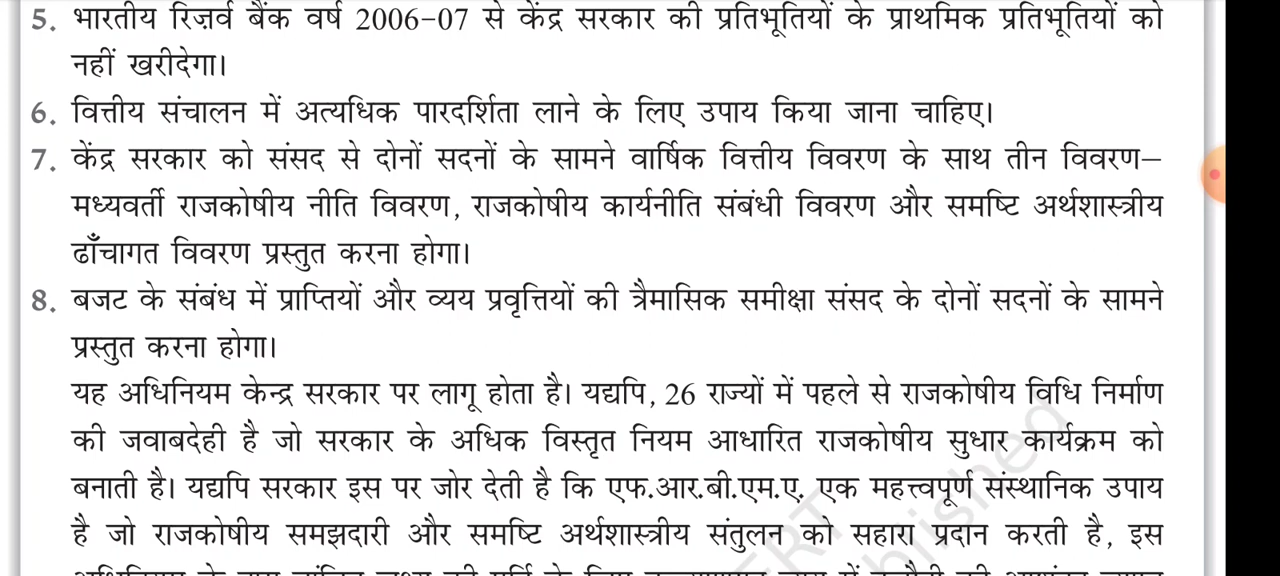 5. भारतीय रिज़र्व बैंक वर्ष 2006–07 से केंद्र सरकार की प्रतिभूतियों के प्राथमिक प्रतिभूतियों को
नहीं खरीदेगा।
6. वित्तीय संचालन में अत्यधिक पारदर्शिता लाने के लिए उपाय किया जाना चाहिए।
7. केंद्र सरकार को संसद से दोनों सदनों के सामने वार्षिक वित्तीय विवरण के साथ तीन विवरण–
मध्यवर्ती राजकोषीय नीति विवरण, राजकोषीय कार्यनीति संबंधी विवरण और समष्टि अर्थशास्त्रीय
ढाँचागत विवरण प्रस्तुत करना होगा।
8. बजट के संबंध में प्राप्तियों और व्यय प्रवृत्तियों की त्रैमासिक समीक्षा संसद के दोनों सदनों के सामने
प्रस्तुत करना होगा।
यह अधिनियम केन्द्र सरकार पर लागू होता है। यद्यपि, 26 राज्यों में पहले से राजकोषीय विधि निर्माण
की जवाबदेही है जो सरकार के अधिक विस्तृत नियम आधारित राजकोषीय सुधार कार्यक्रम को
बनाती है। यद्यपि सरकार इस पर जोर देती है कि एफ.आर.बी.एम.ए. एक महत्त्वपूर्ण संस्थानिक उपाय
है जो राजकोषीय समझदारी और समष्टि अर्थशास्त्रीय संतुलन को सहारा प्रदान करती है, इस